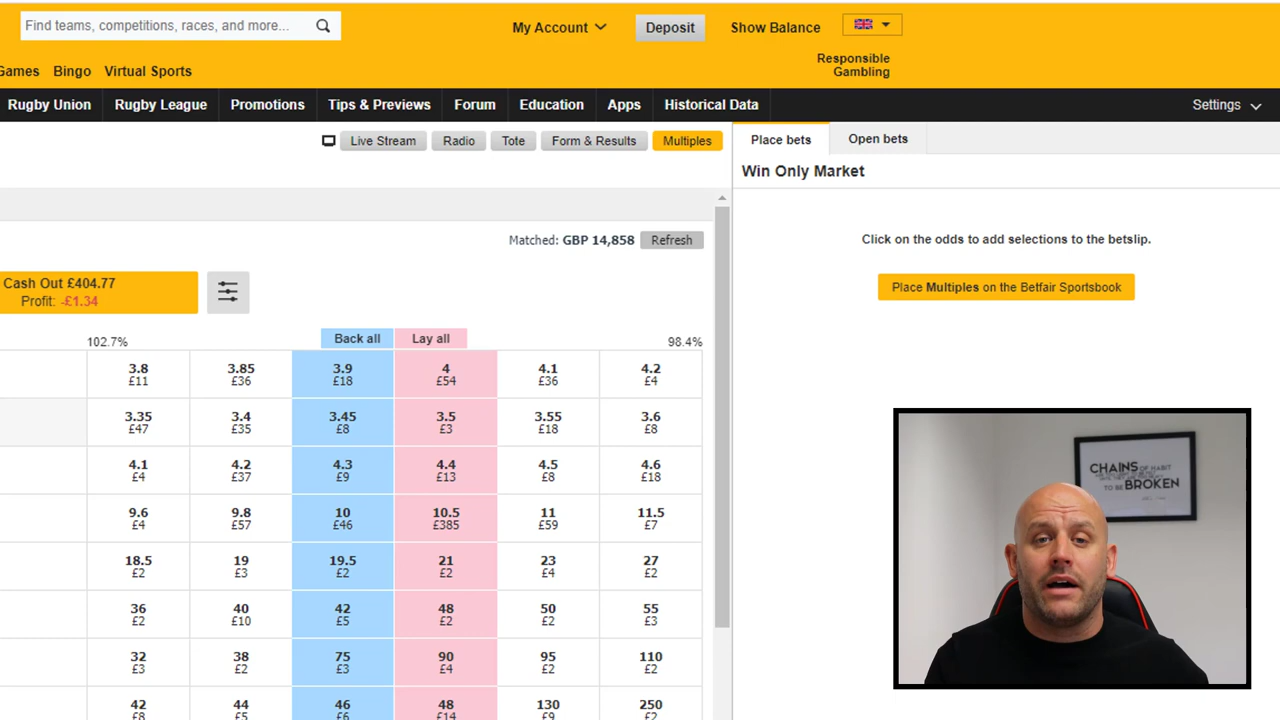 Find teams, competitions, races, and more...
My Account
Deposit
Show Balance
Games Bingo Virtual Sports
Responsible
Gambling
Rugby Union Rugby League Promotions Tips & Previews Forum Education Apps Historical Data Settings
Live Stream Radio Tote Form & Results Multiples
Place bets Open bets
Win Only Market
Matched: GBP 14,858 Refresh
Click on the odds to add selections to the betslip.
Place Multiples on the Betfair Sportsbook
Cash Out £404.77
Profit: -£1.34
102.7% Back all Lay all 98.4%
3.8 3.85 3.9 4 4.1 4.2
£11 £36 £18 £54 £36 £4
3.35 3.4 3.45 3.5 3.55 3.6
£47 £35 £8 £3 £18 £8
4.1 4.2 4.3 4.4 4.5 4.6
£4 £37 £9 £13 £8 £18
9.6 9.8 10 10.5 11 11.5
£4 £57 £46 £385 £59 £7
18.5 19 19.5 21 23 27
£2 £3 £2 £2 £4 £2
36 40 42 48 50 55
£2 £10 £5 £2 £2 £3
32 38 75 90 95 110
£3 £2 £3 £4 £2 £2
42 44 46 48 130 250
£8 £5 £6 £14 £9 £2
CHAINS OF HABIT
TO BE BROKEN